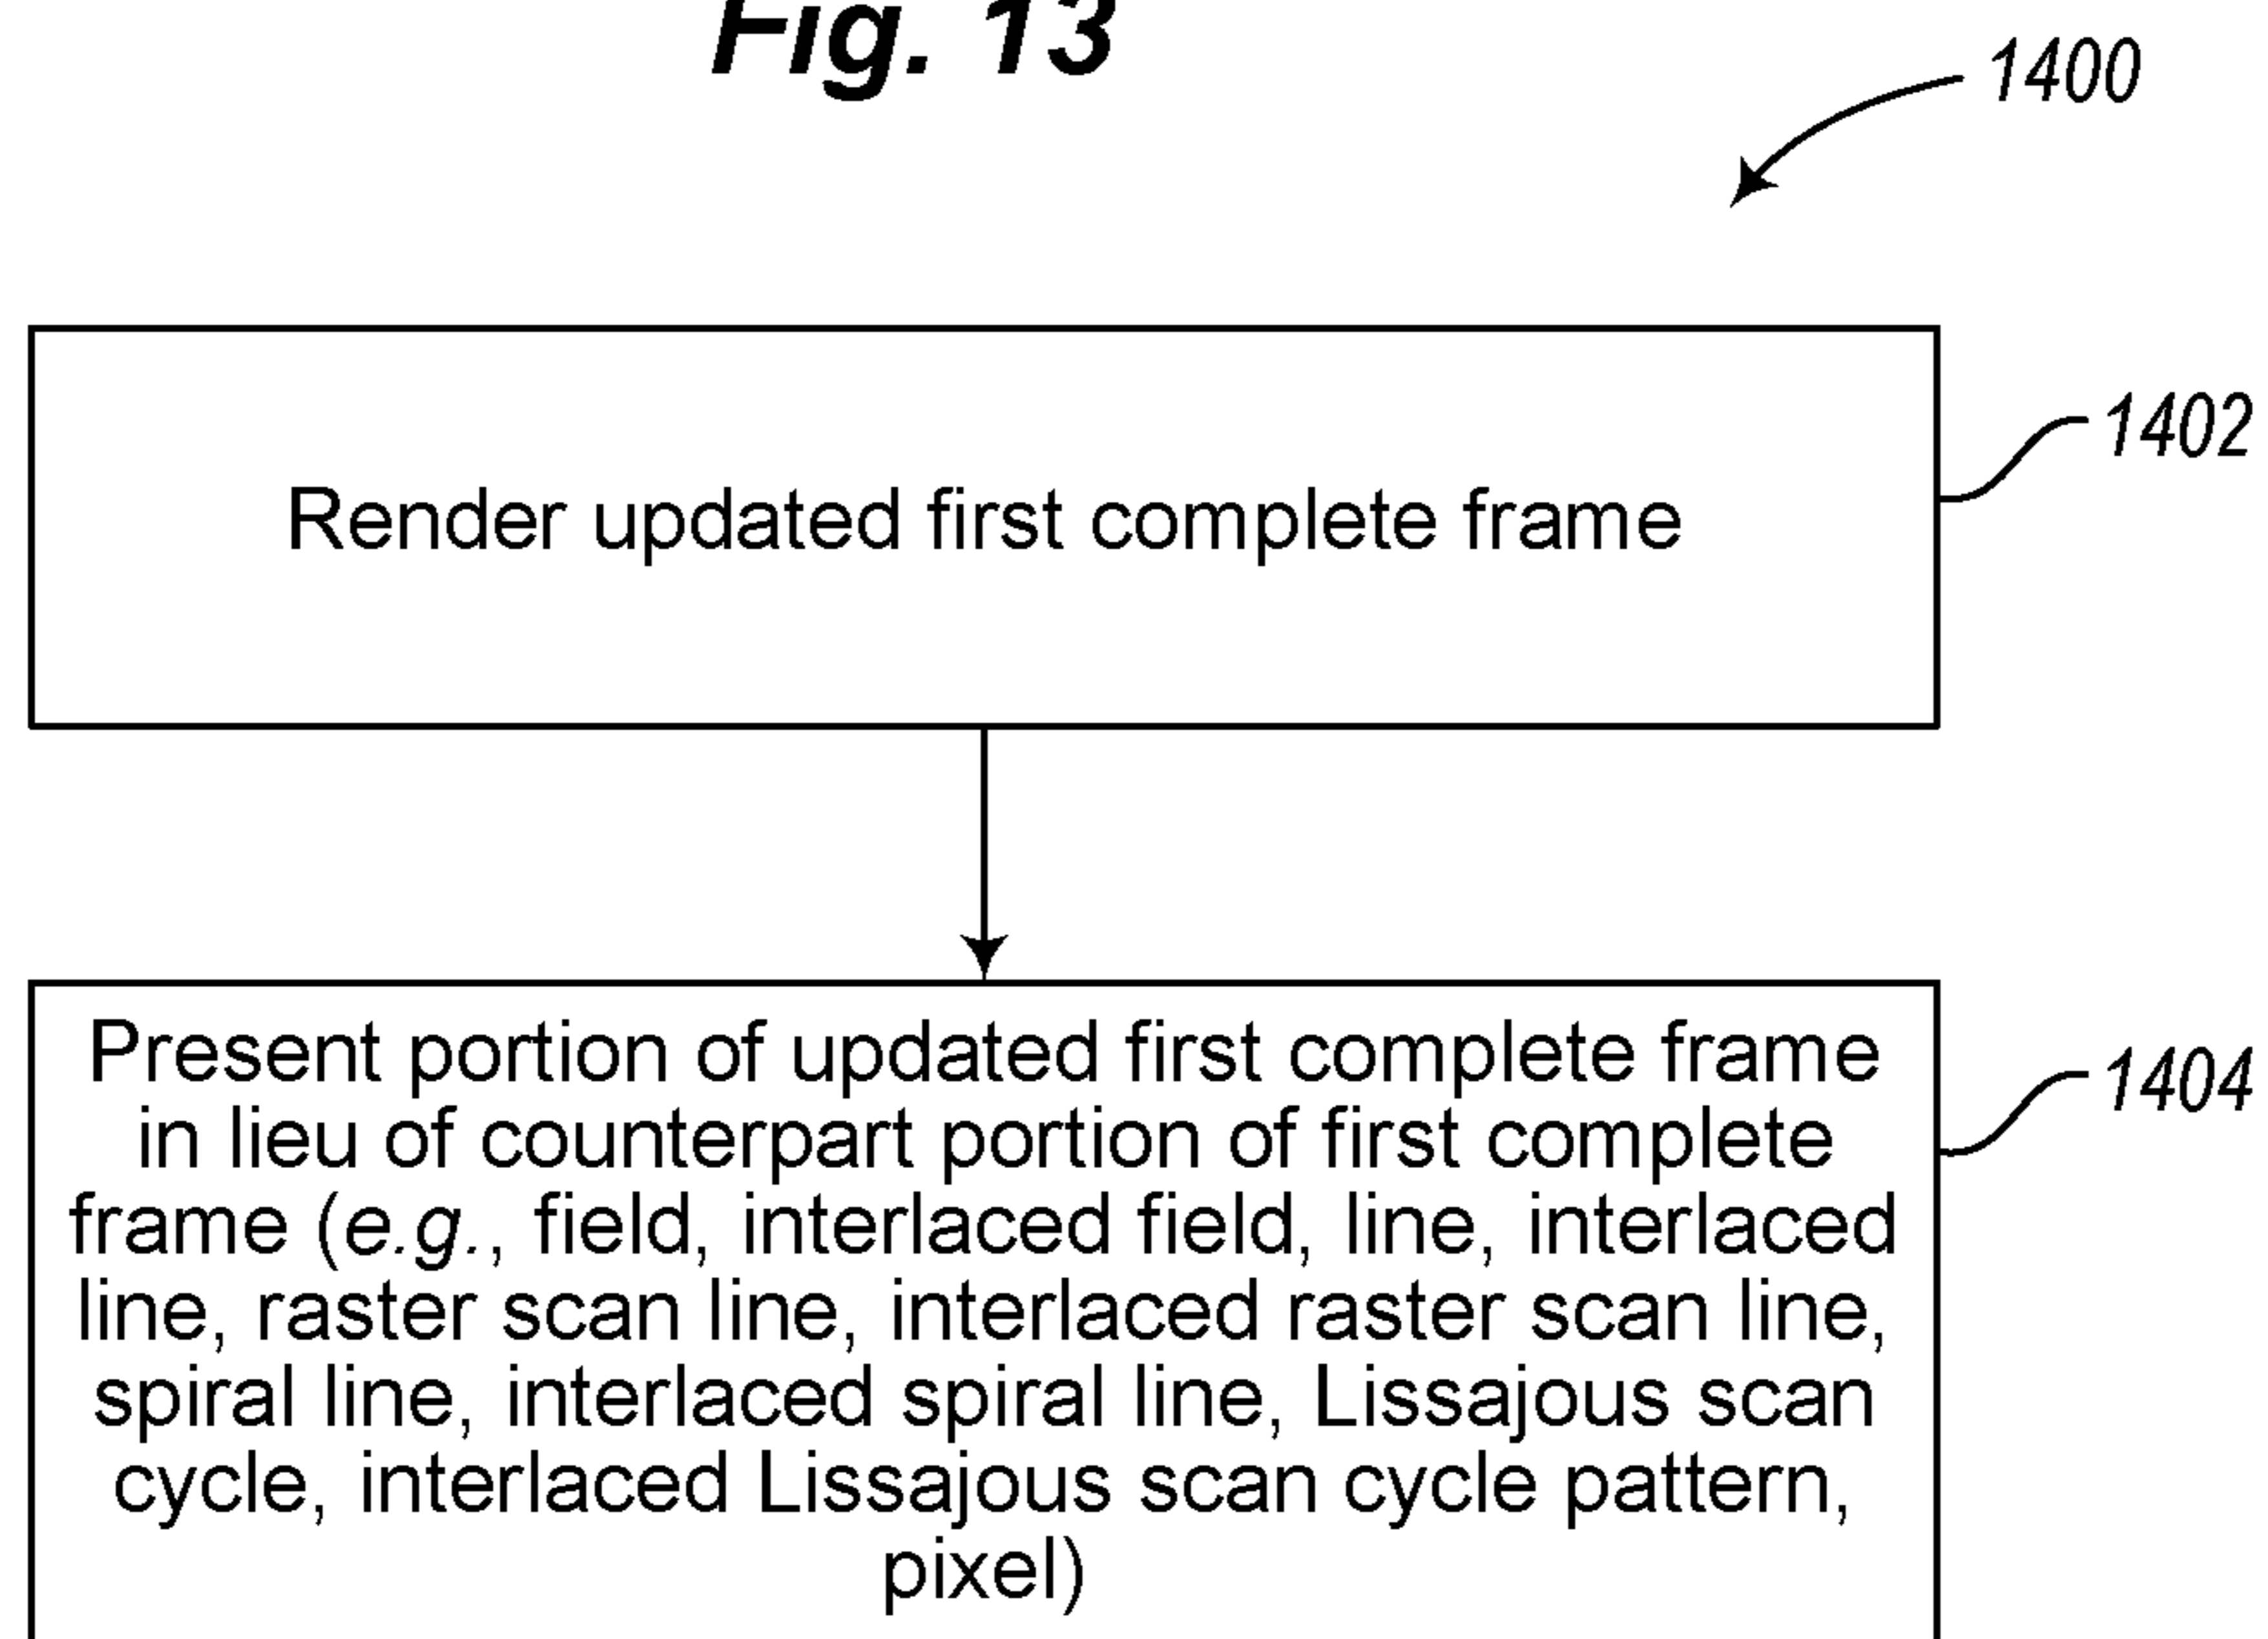 Fig. 13
1400
Render updated first complete frame
1402
Present portion of updated first complete frame
in lieu of counterpart portion of first complete
frame (e.g., field, interlaced field, line, interlaced
line, raster scan line, interlaced raster scan line,
spiral line, interlaced spiral line, Lissajous scan
cycle, interlaced Lissajous scan cycle pattern,
pixel)
1404